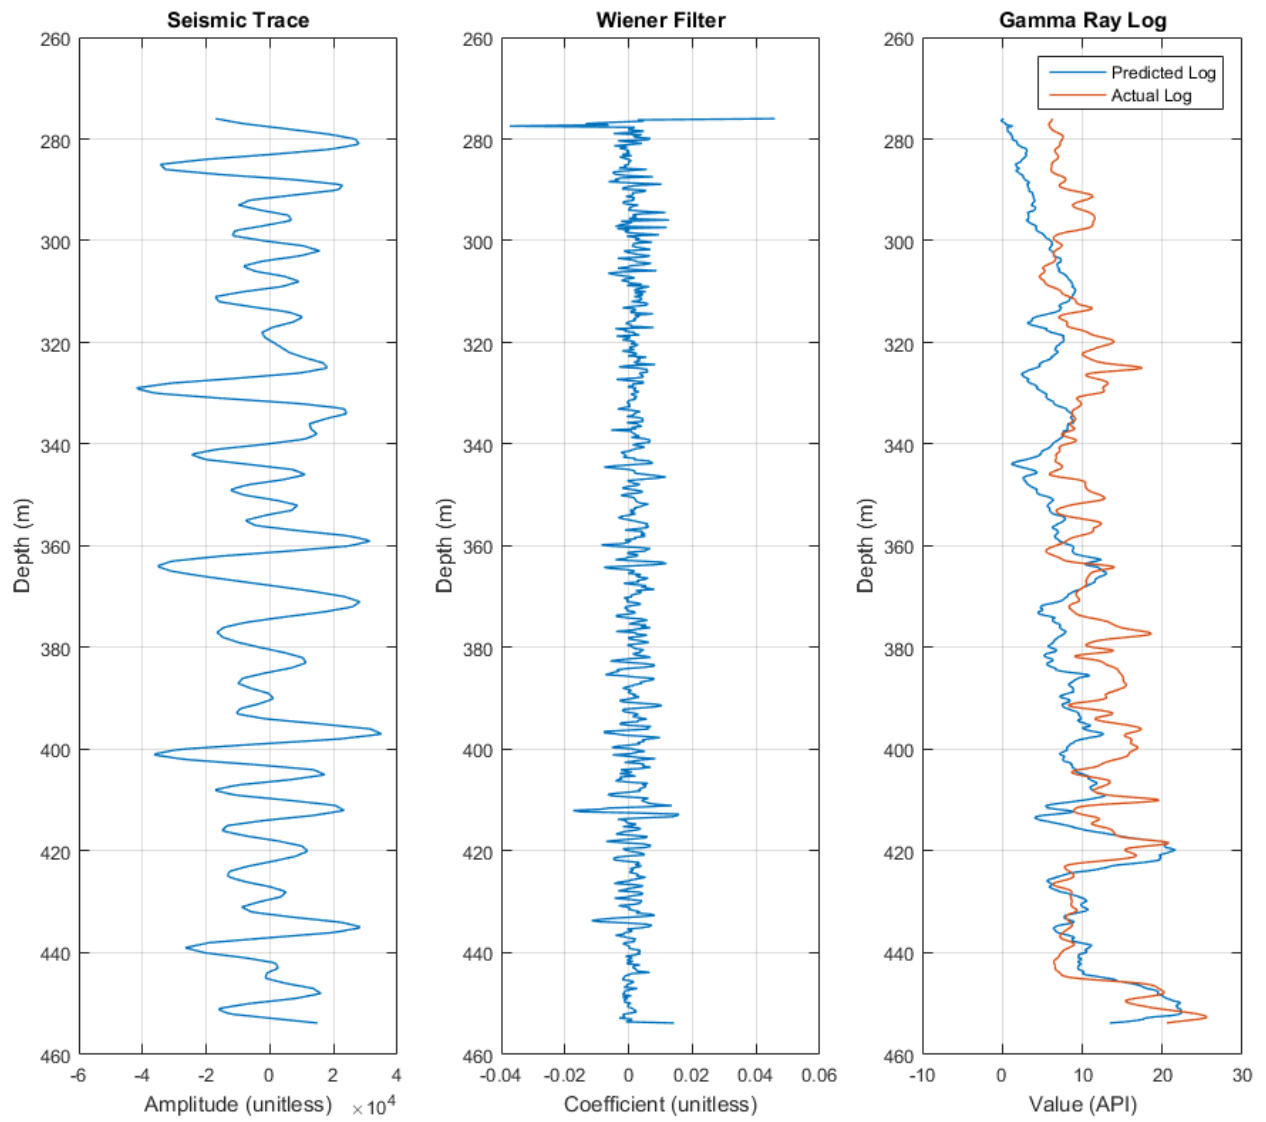 Seismic Trace
260
280
300
320
340
360
380
400
420
440
460
Depth (m)
-6 -4 -2 0 2 4
Amplitude (unitless) ×10^4
Wiener Filter
260
280
300
320
340
360
380
400
420
440
460
Depth (m)
-0.04 -0.02 0 0.02 0.04 0.06
Coefficient (unitless)
Gamma Ray Log
Predicted Log
Actual Log
260
280
300
320
340
360
380
400
420
440
460
Depth (m)
-10 0 10 20 30
Value (API)